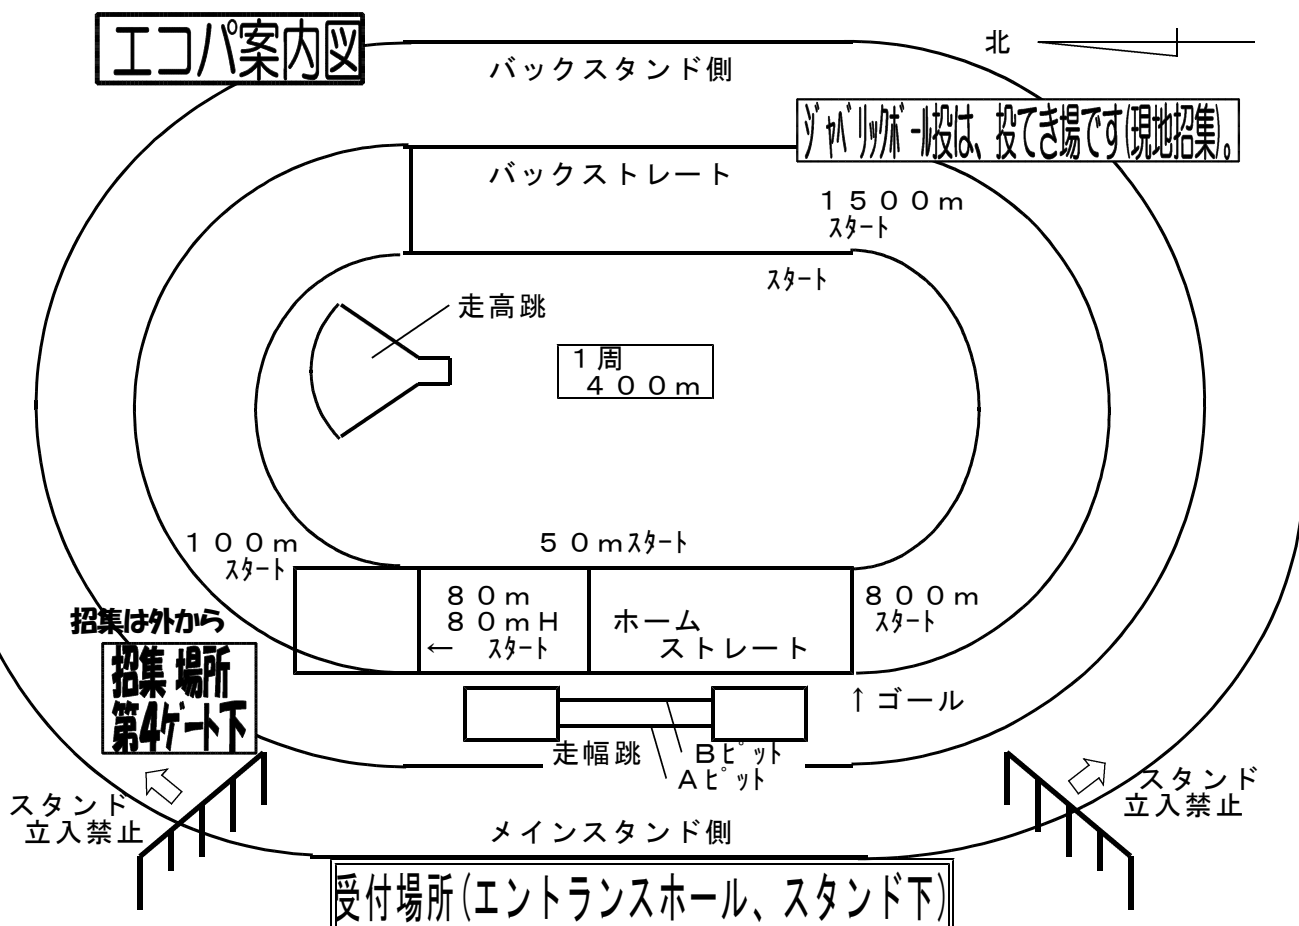 エコパ案内図
北
バックスタンド側
ｼﾞｬﾍﾞﾘｯｸﾎﾞｰﾙ投は、投てき場です(現地招集)。
バックストレート
１５００ｍ
ｽﾀｰﾄ
ｽﾀｰﾄ
走高跳
１周
４００ｍ
１００ｍ
ｽﾀｰﾄ
５０ｍｽﾀｰﾄ
８０ｍ
８０ｍＨ
← ｽﾀｰﾄ
ホーム
ストレート
８００ｍ
ｽﾀｰﾄ
招集は外から
招集 場所
第4ｹﾞｰﾄ下
↑ゴール
走幅跳
Ｂﾋﾟｯﾄ
Ａﾋﾟｯﾄ
スタンド
立入禁止
スタンド
立入禁止
メインスタンド側
受付場所(エントランスホール、スタンド下)